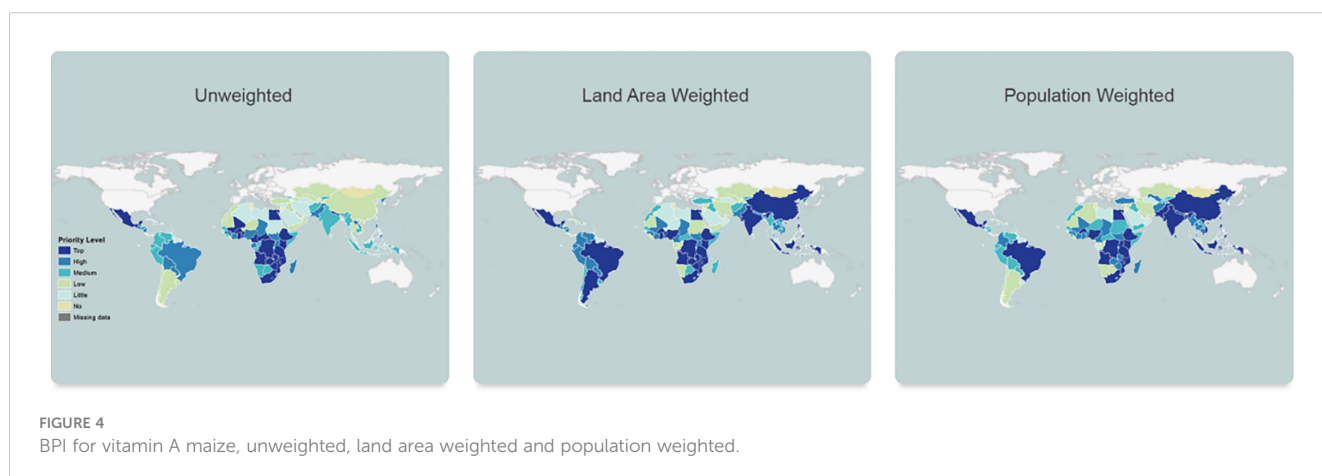 Unweighted
Land Area Weighted
Population Weighted
Priority Level
Top
High
Medium
Low
Little
No
Missing data
FIGURE 4
BPI for vitamin A maize, unweighted, land area weighted and population weighted.